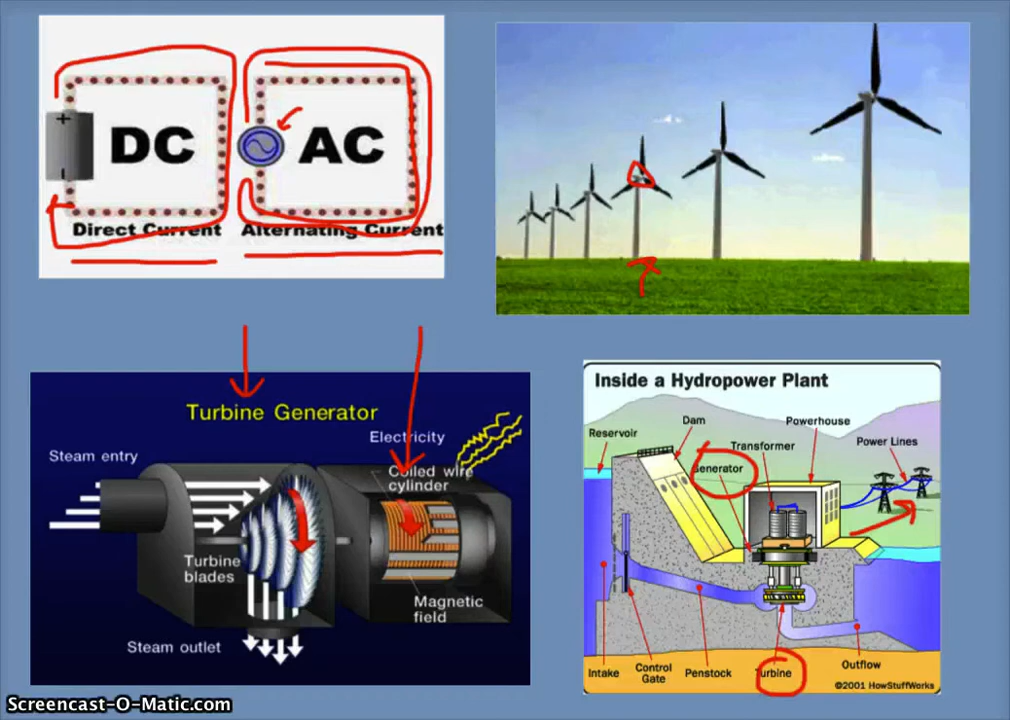 DC
AC
+
-
Direct Current
Alternating Current
Turbine Generator
Steam entry
Electricity
Coiled wire
cylinder
Turbine
blades
Magnetic
field
Steam outlet
Inside a Hydropower Plant
Reservoir
Dam
Powerhouse
Transformer
Power Lines
Generator
Intake
Control
Gate
Penstock
Turbine
Outflow
©2001 HowStuffWorks
Screencast-O-Matic.com